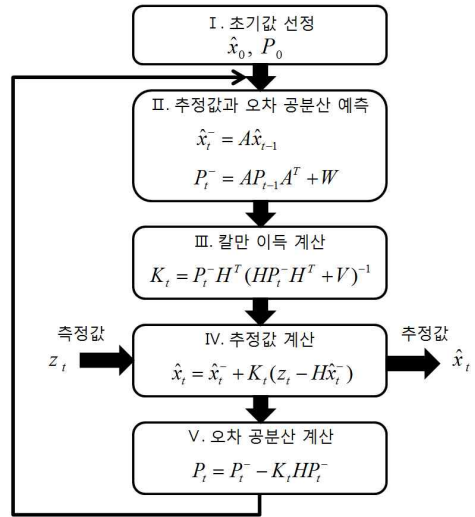 Ⅰ. 초기값 선정
x̂₀, P₀
Ⅱ. 추정값과 오차 공분산 예측
x̂ₜ⁻ = Ax̂ₜ₋₁
Pₜ⁻ = APₜ₋₁Aᵀ + W
Ⅲ. 칼만 이득 계산
Kₜ = Pₜ⁻Hᵀ(HPₜ⁻Hᵀ + V)⁻¹
측정값
zₜ
Ⅳ. 추정값 계산
x̂ₜ = x̂ₜ⁻ + Kₜ(zₜ − Hx̂ₜ⁻)
추정값
x̂ₜ
Ⅴ. 오차 공분산 계산
Pₜ = Pₜ⁻ − KₜHPₜ⁻